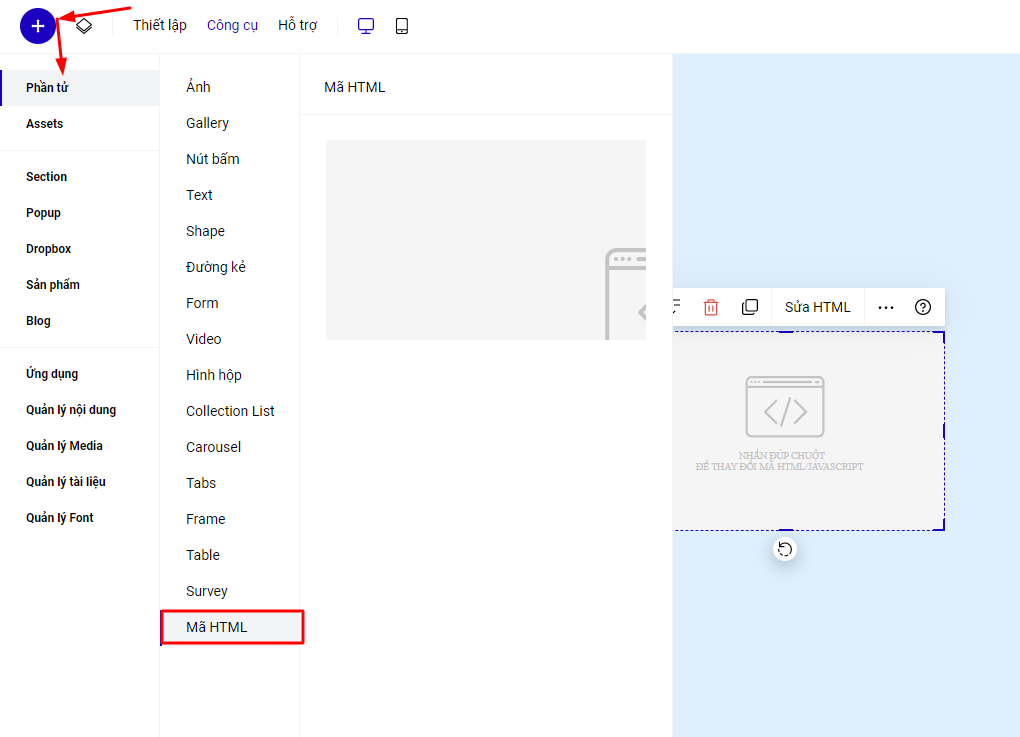 Thiết lập Công cụ Hỗ trợ
Phần tử
Assets
Section
Popup
Dropbox
Sản phẩm
Blog
Ứng dụng
Quản lý nội dung
Quản lý Media
Quản lý tài liệu
Quản lý Font
Ảnh
Gallery
Nút bấm
Text
Shape
Đường kẻ
Form
Video
Hình hộp
Collection List
Carousel
Tabs
Frame
Table
Survey
Mã HTML
Mã HTML
Sửa HTML
NHẤN ĐÚP CHUỘT
ĐỂ THAY ĐỔI MÃ HTML/JAVASCRIPT